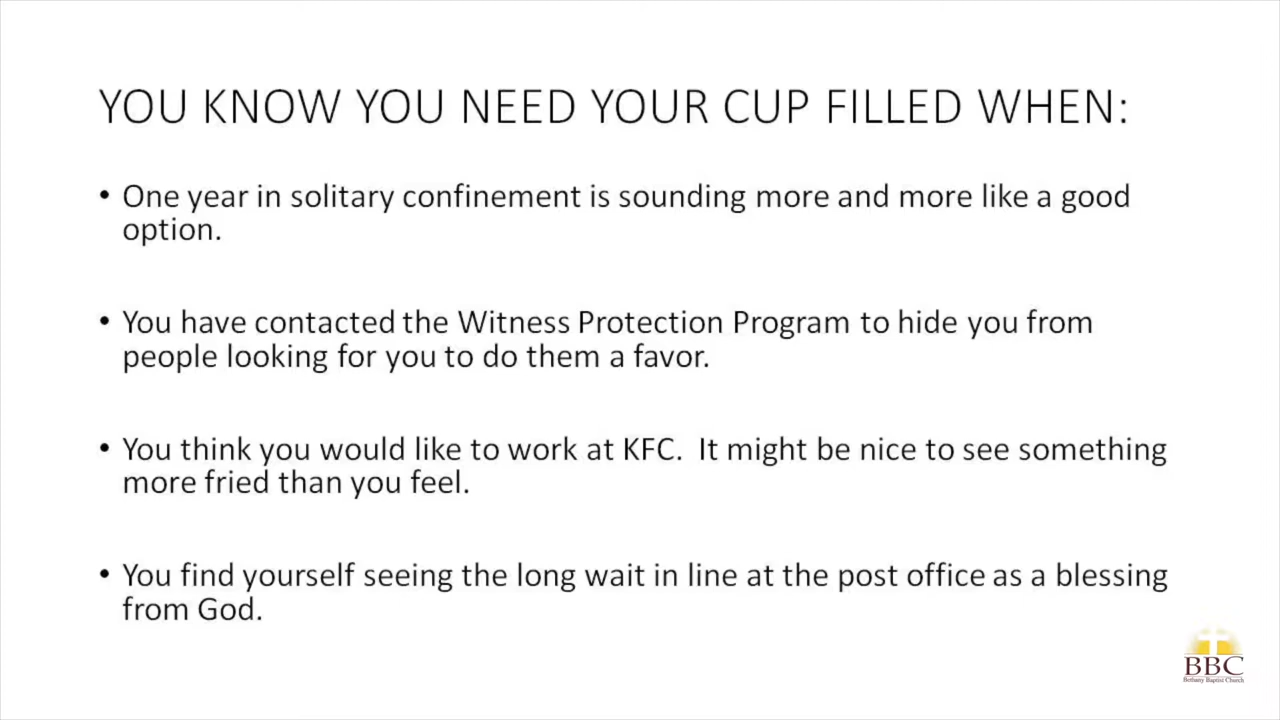 YOU KNOW YOU NEED YOUR CUP FILLED WHEN:
• One year in solitary confinement is sounding more and more like a good
option.
• You have contacted the Witness Protection Program to hide you from
people looking for you to do them a favor.
• You think you would like to work at KFC.  It might be nice to see something
more fried than you feel.
• You find yourself seeing the long wait in line at the post office as a blessing
from God.
BBC
Bethany Baptist Church